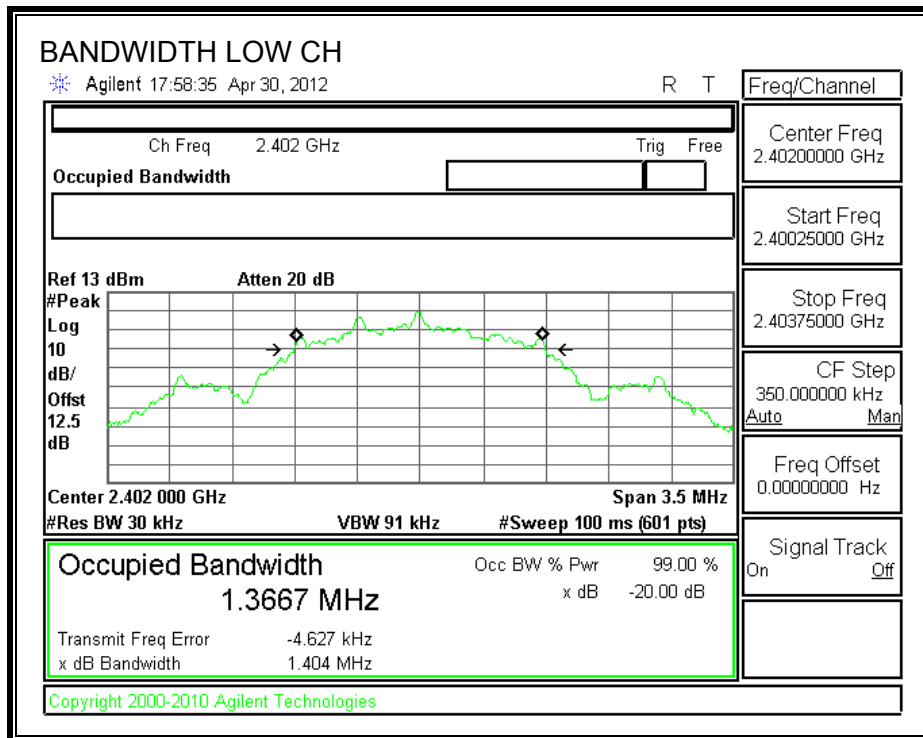 BANDWIDTH LOW CH
Agilent 17:58:35 Apr 30, 2012 R T
Freq/Channel
Ch Freq 2.402 GHz Trig Free
Occupied Bandwidth
Center Freq
2.40200000 GHz
Start Freq
2.40025000 GHz
Stop Freq
2.40375000 GHz
CF Step
350.000000 kHz
Auto Man
Freq Offset
0.00000000 Hz
Signal Track
On Off
Ref 13 dBm Atten 20 dB
#Peak
Log
10
dB/
Offst
12.5
dB
Center 2.402 000 GHz Span 3.5 MHz
#Res BW 30 kHz VBW 91 kHz #Sweep 100 ms (601 pts)
Occupied Bandwidth Occ BW % Pwr 99.00 %
1.3667 MHz x dB -20.00 dB
Transmit Freq Error -4.627 kHz
x dB Bandwidth 1.404 MHz
Copyright 2000-2010 Agilent Technologies